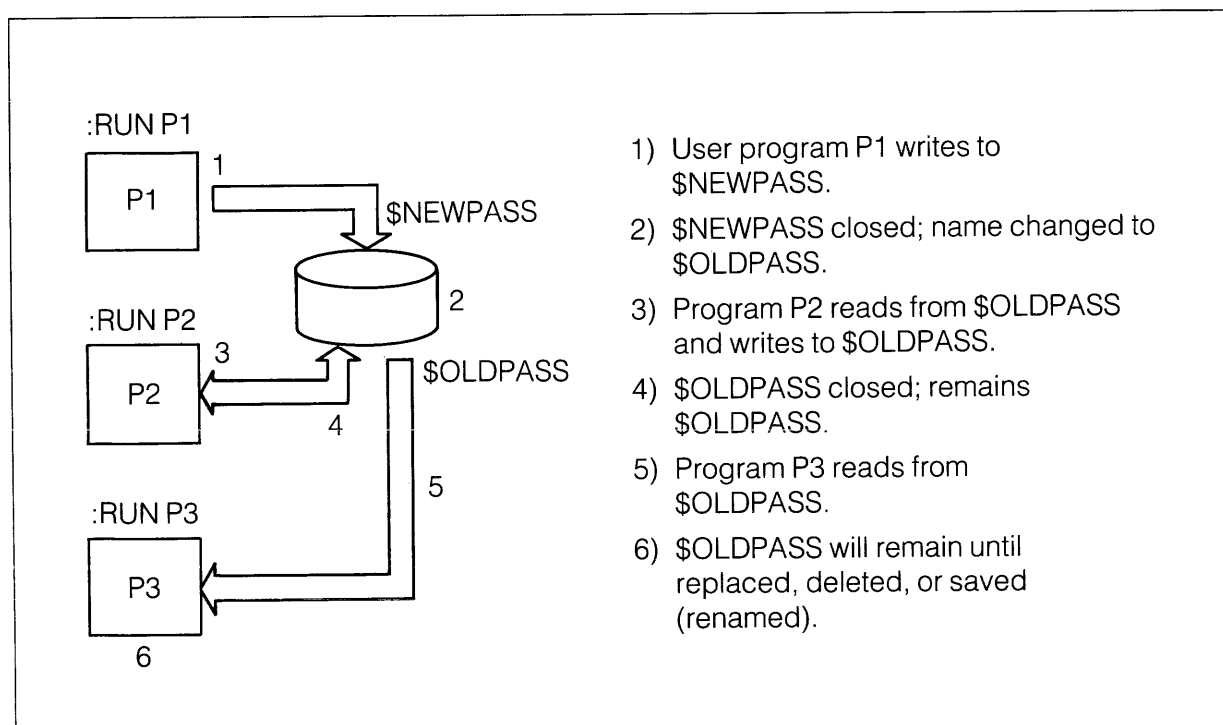 :RUN P1
P1
1
$NEWPASS
2
:RUN P2
P2
3
4
$OLDPASS
5
:RUN P3
P3
6
1) User program P1 writes to
$NEWPASS.
2) $NEWPASS closed; name changed to
$OLDPASS.
3) Program P2 reads from $OLDPASS
and writes to $OLDPASS.
4) $OLDPASS closed; remains
$OLDPASS.
5) Program P3 reads from
$OLDPASS.
6) $OLDPASS will remain until
replaced, deleted, or saved
(renamed).